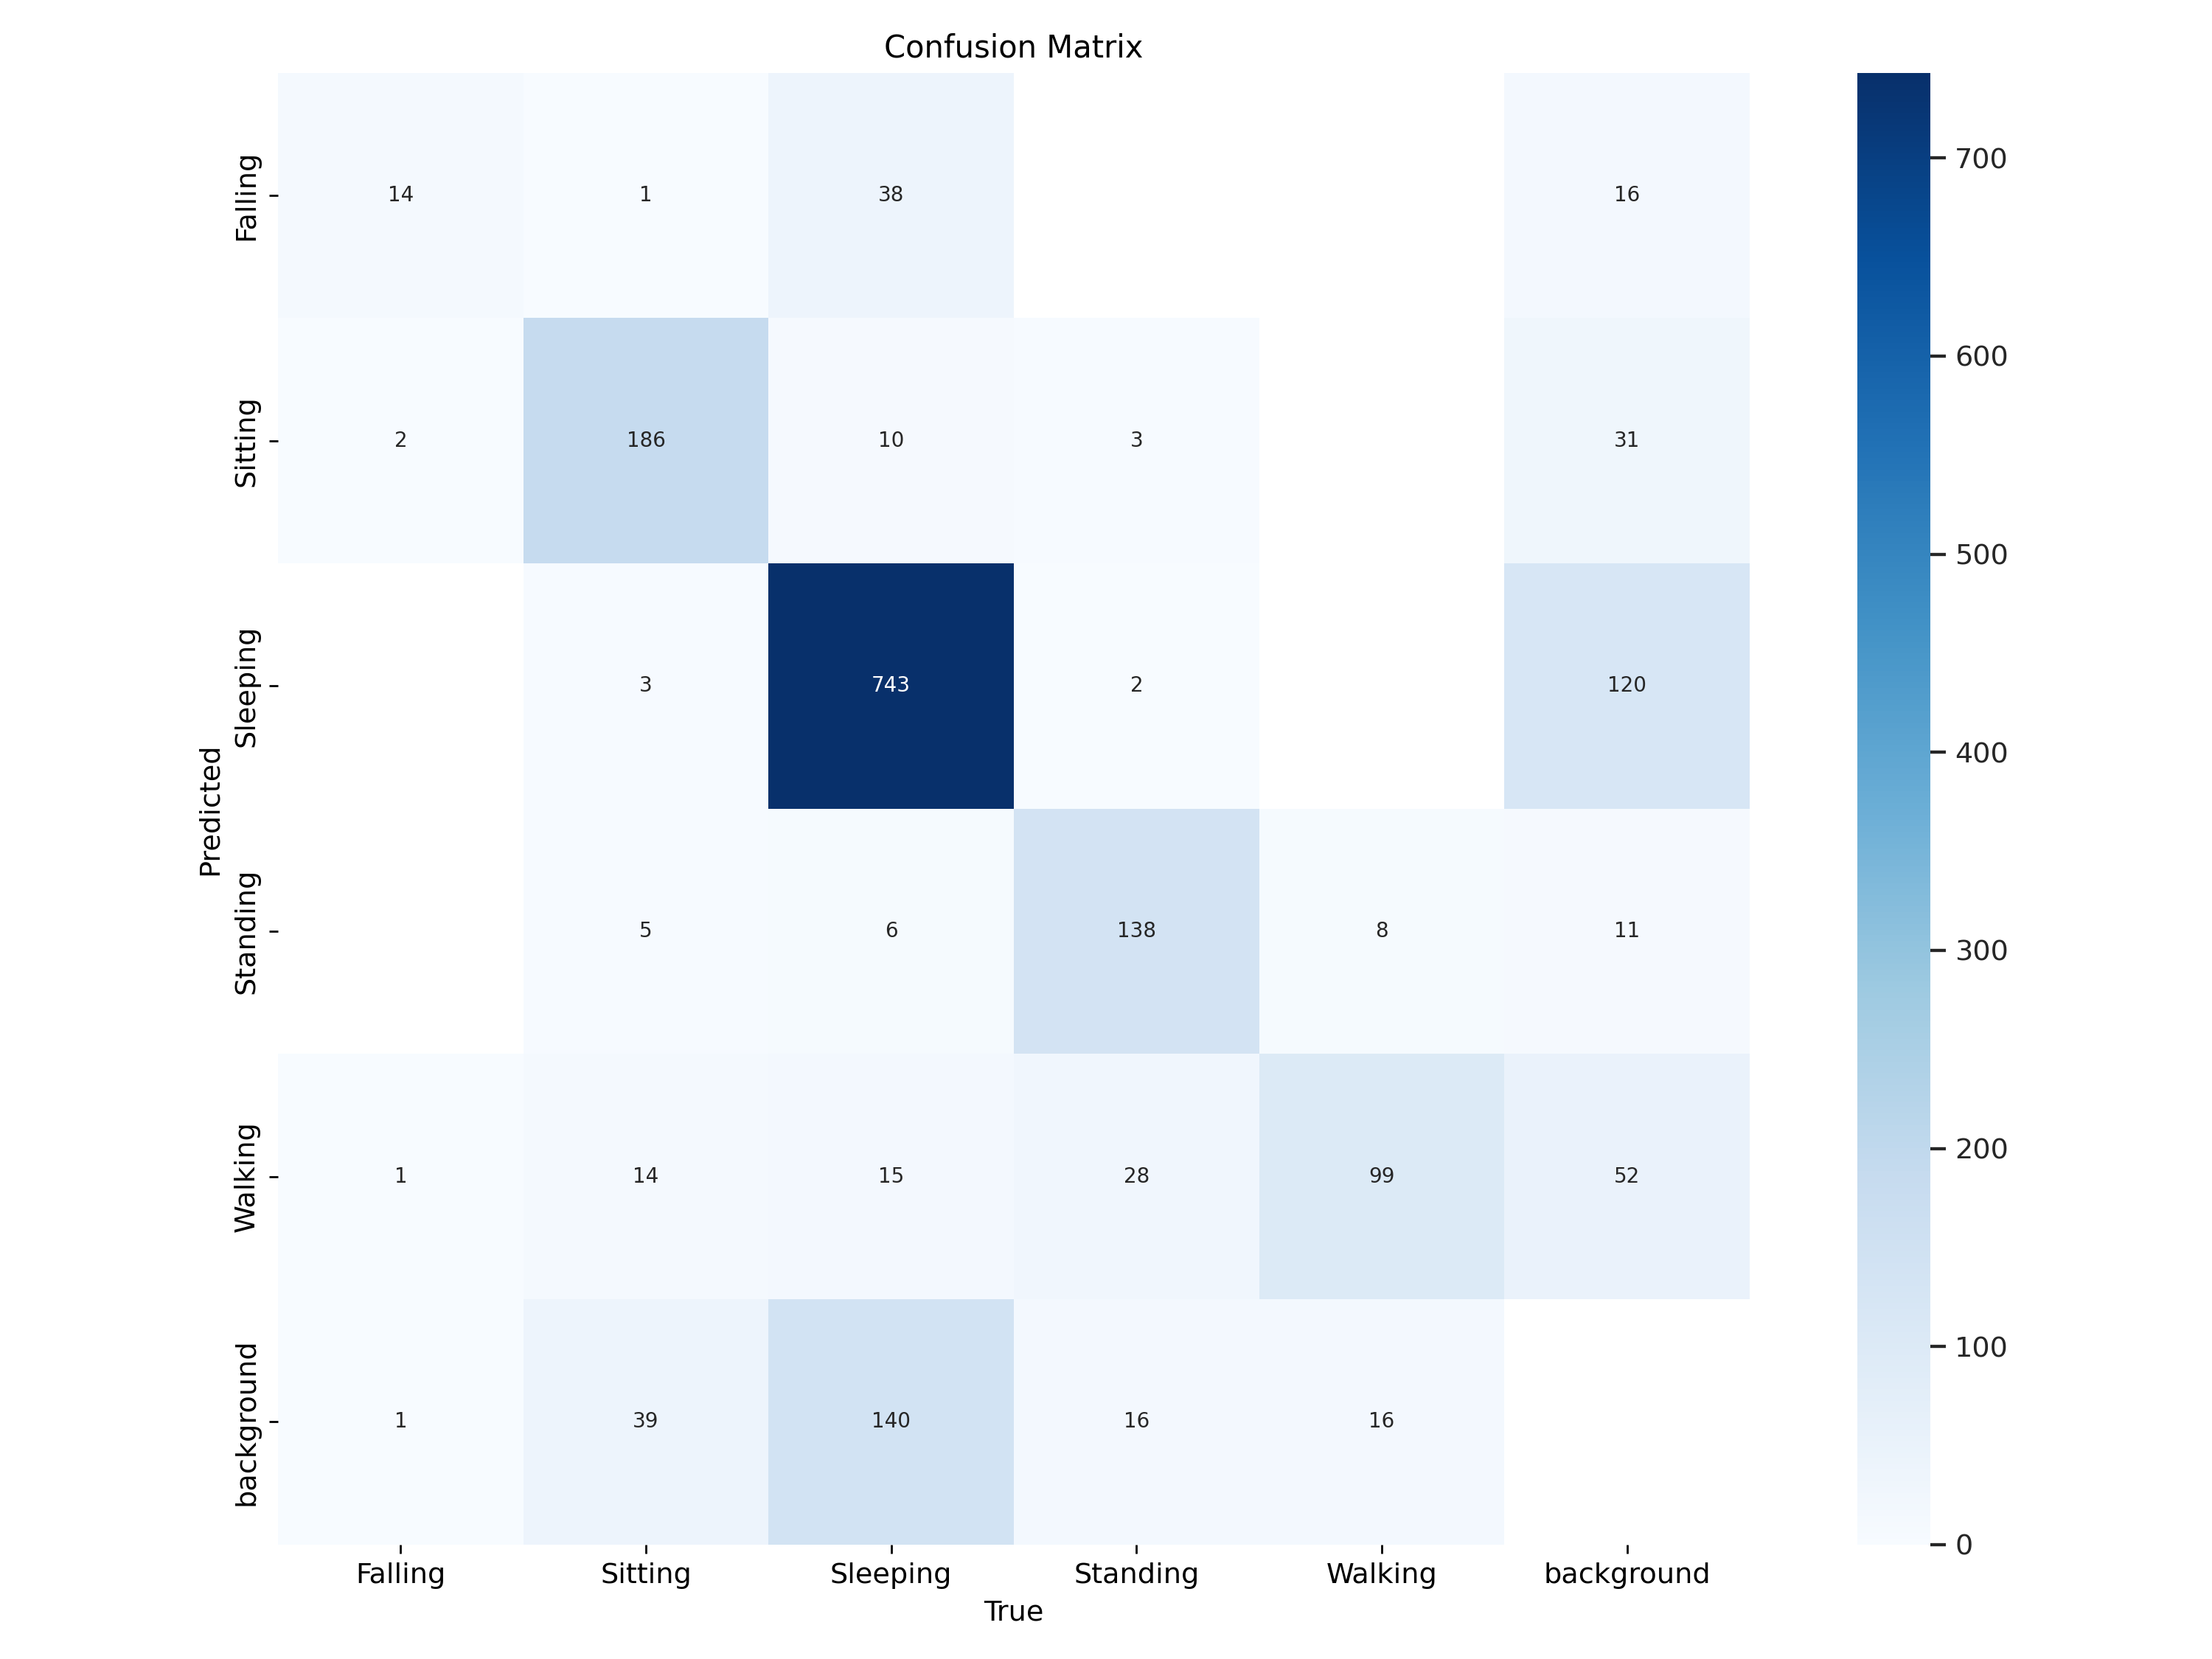 Confusion Matrix
Falling
14 1 38 16
Sitting
2 186 10 3 31
Sleeping
3 743 2 120
Standing
5 6 138 8 11
Walking
1 14 15 28 99 52
background
1 39 140 16 16
Predicted
Falling Sitting Sleeping Standing Walking background
True
700
600
500
400
300
200
100
0